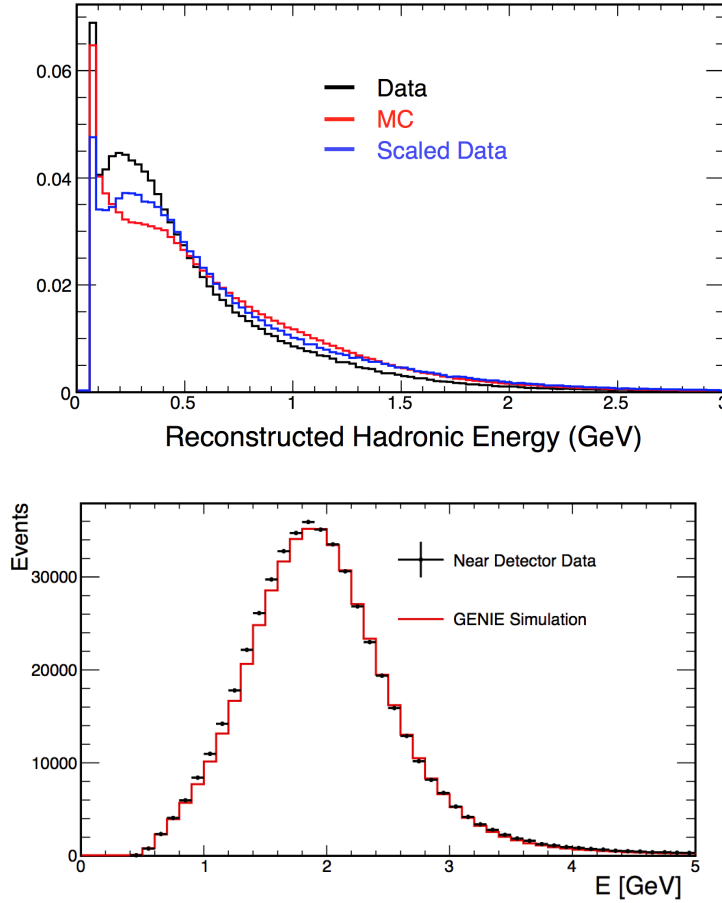 0.06
0.04
0.02
0
Data
MC
Scaled Data
0 0.5 1 1.5 2 2.5 3
Reconstructed Hadronic Energy (GeV)
Events
30000
20000
10000
0
Near Detector Data
GENIE Simulation
0 1 2 3 4 5
E [GeV]